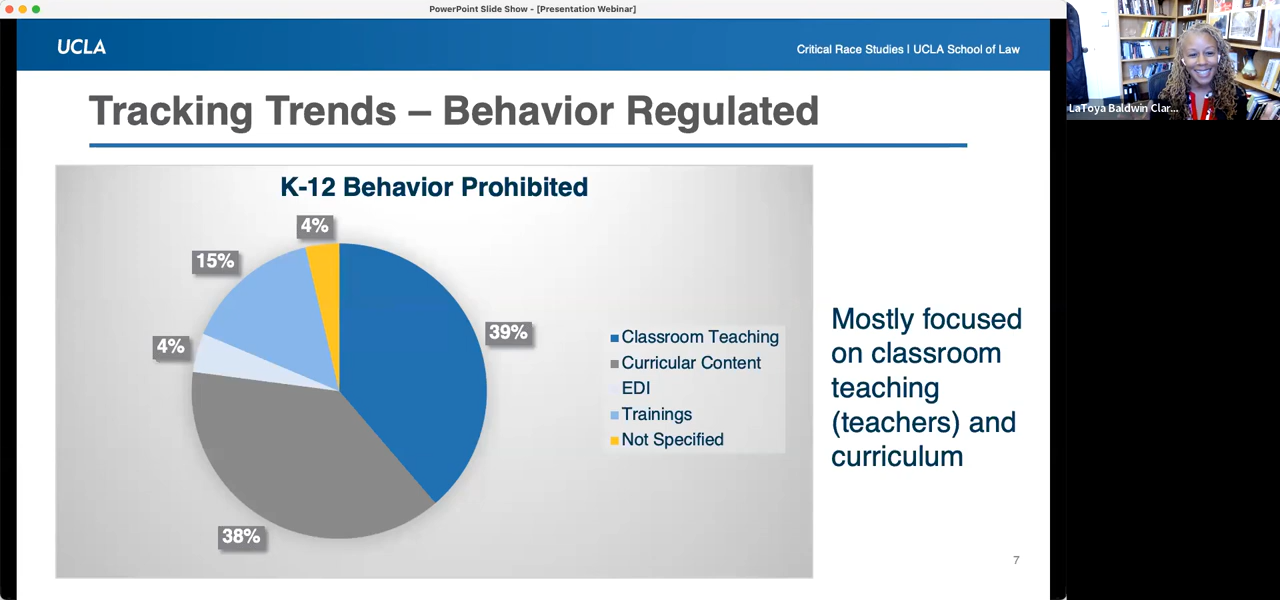 PowerPoint Slide Show - [Presentation Webinar]
UCLA
Critical Race Studies | UCLA School of Law
LaToya Baldwin Clar...
Tracking Trends – Behavior Regulated
K-12 Behavior Prohibited
4%
15%
4%
39%
38%
Classroom Teaching
Curricular Content
EDI
Trainings
Not Specified
Mostly focused
on classroom
teaching
(teachers) and
curriculum
7